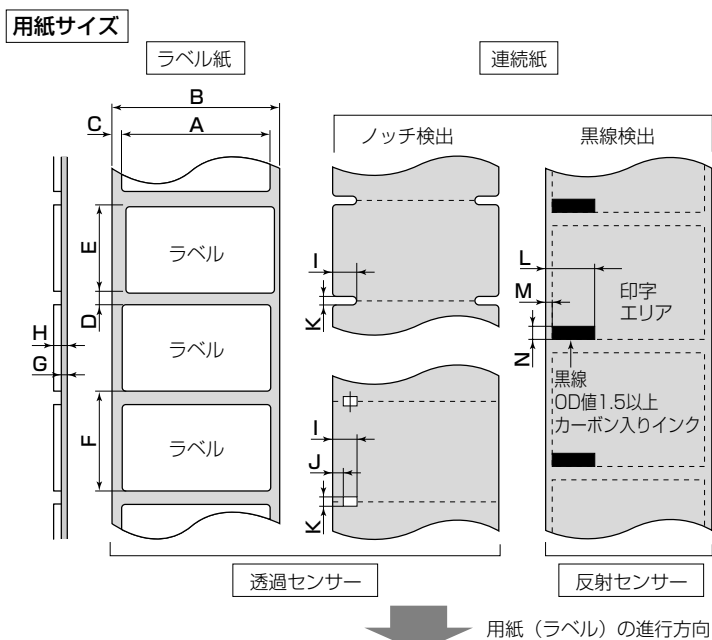 用紙サイズ
ラベル紙
連続紙
B
C
A
ノッチ検出
黒線検出
E
ラベル
I
L
M
印字
エリア
D
K
H
ラベル
N
G
黒線
OD値1.5以上
カーボン入りインク
F
ラベル
I
J
K
透過センサー
反射センサー
用紙（ラベル）の進行方向